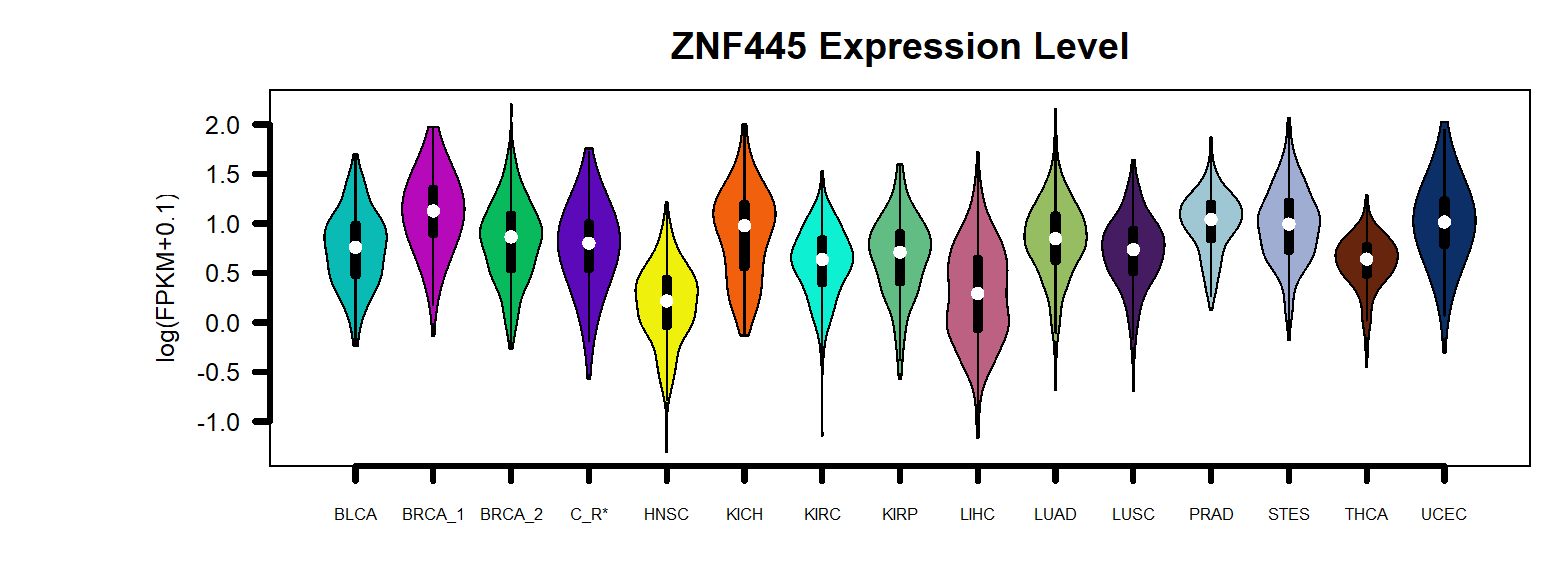 ZNF445 Expression Level
log(FPKM+0.1)
2.0
1.5
1.0
0.5
0.0
-0.5
-1.0
BLCA BRCA_1 BRCA_2 C_R* HNSC KICH KIRC KIRP LIHC LUAD LUSC PRAD STES THCA UCEC